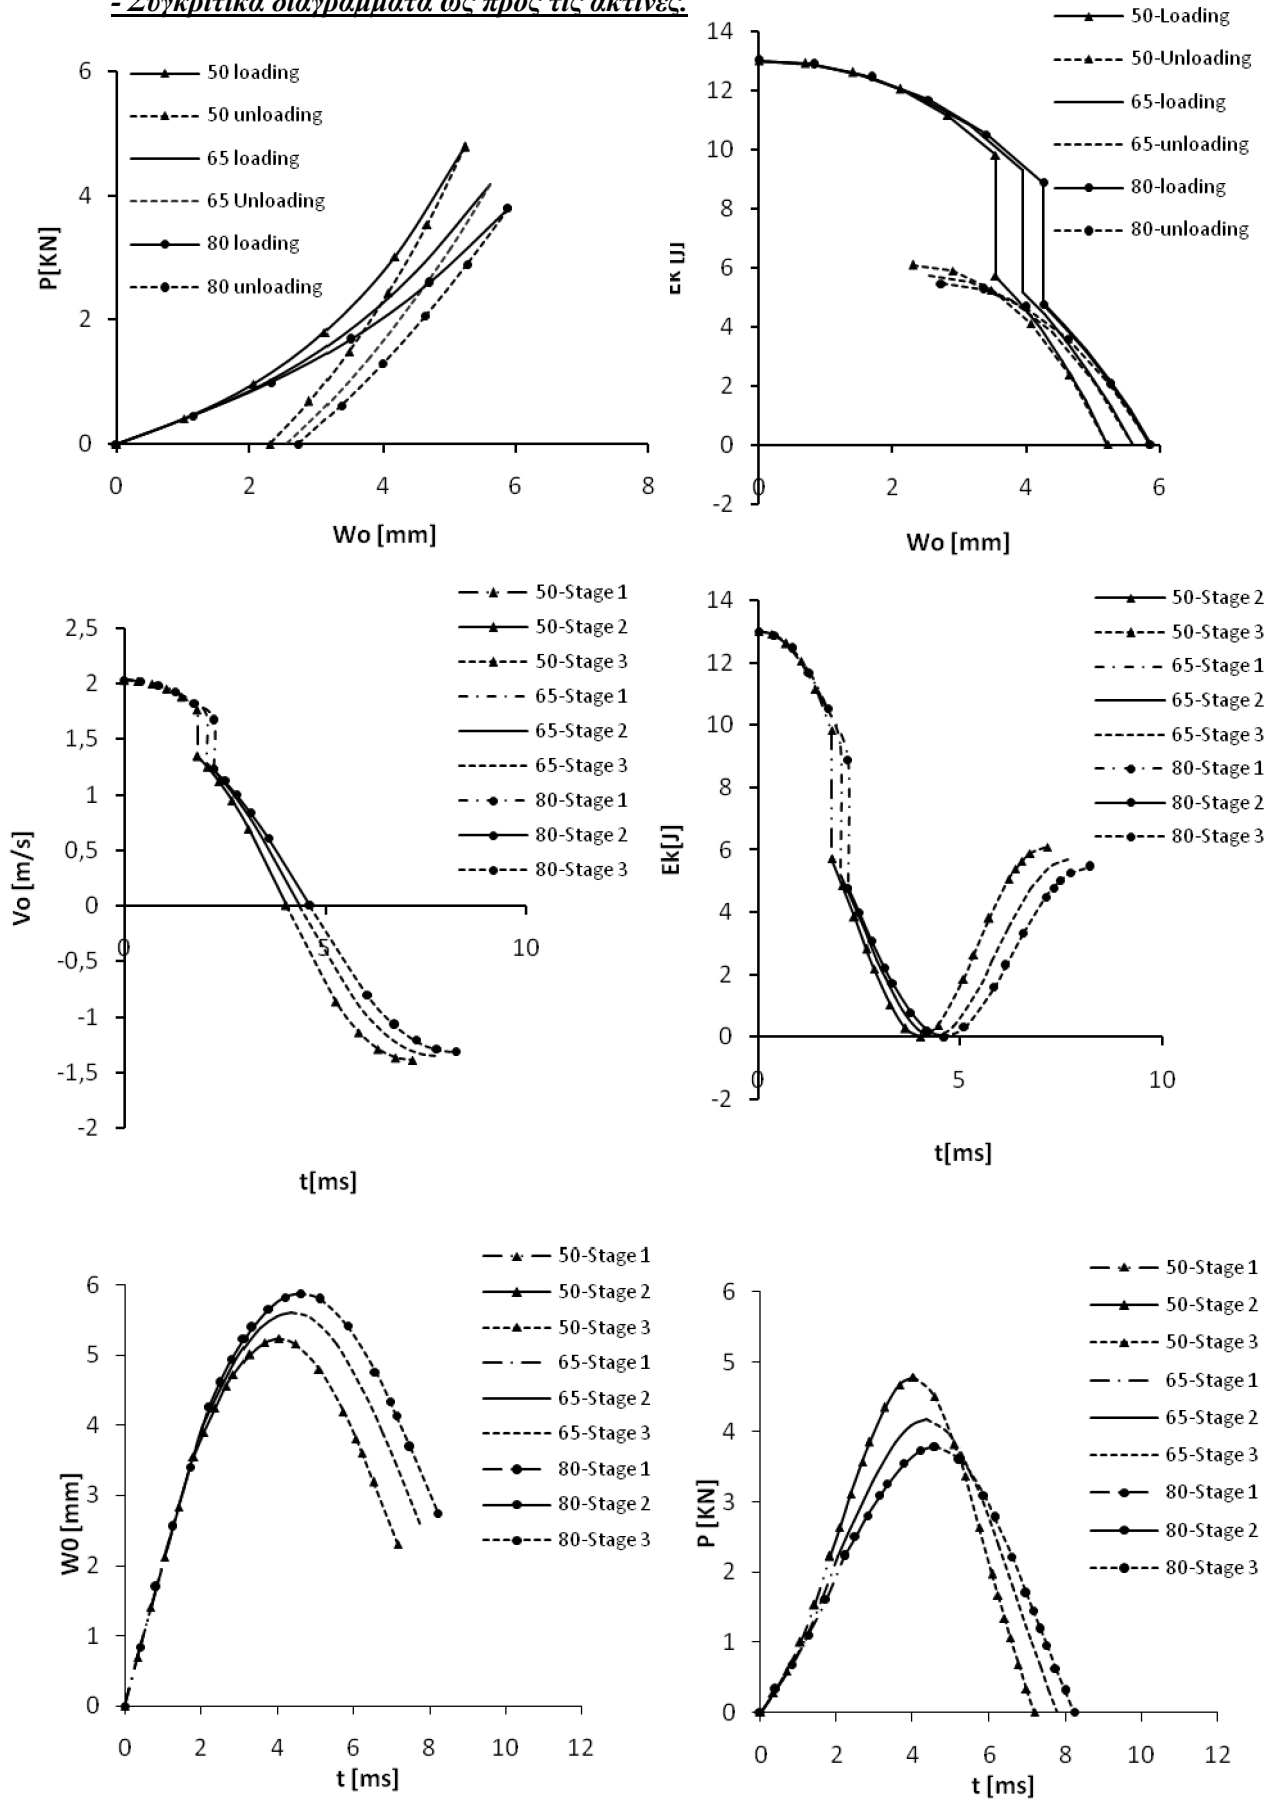 - Συγκριτικά διαγράμματα ως προς τις ακτίνες.
6
4
2
0
0
2
4
6
8
P[KN]
Wo [mm]
50 loading
50 unloading
65 loading
65 Unloading
80 loading
80 unloading
14
12
10
8
6
4
2
0
-2
0
2
4
6
Ek [J]
Wo [mm]
50-Loading
50-Unloading
65-loading
65-unloading
80-loading
80-unloading
2,5
2
1,5
1
0,5
0
-0,5
-1
-1,5
-2
0
5
10
Vo [m/s]
t[ms]
50-Stage 1
50-Stage 2
50-Stage 3
65-Stage 1
65-Stage 2
65-Stage 3
80-Stage 1
80-Stage 2
80-Stage 3
14
12
10
8
6
4
2
0
-2
0
5
10
Ek[J]
t[ms]
50-Stage 2
50-Stage 3
65-Stage 1
65-Stage 2
65-Stage 3
80-Stage 1
80-Stage 2
80-Stage 3
6
5
4
3
2
1
0
0
2
4
6
8
10
12
W0 [mm]
t [ms]
50-Stage 1
50-Stage 2
50-Stage 3
65-Stage 1
65-Stage 2
65-Stage 3
80-Stage 1
80-Stage 2
80-Stage 3
6
5
4
3
2
1
0
0
2
4
6
8
10
12
P [KN]
t [ms]
50-Stage 1
50-Stage 2
50-Stage 3
65-Stage 1
65-Stage 2
65-Stage 3
80-Stage 1
80-Stage 2
80-Stage 3